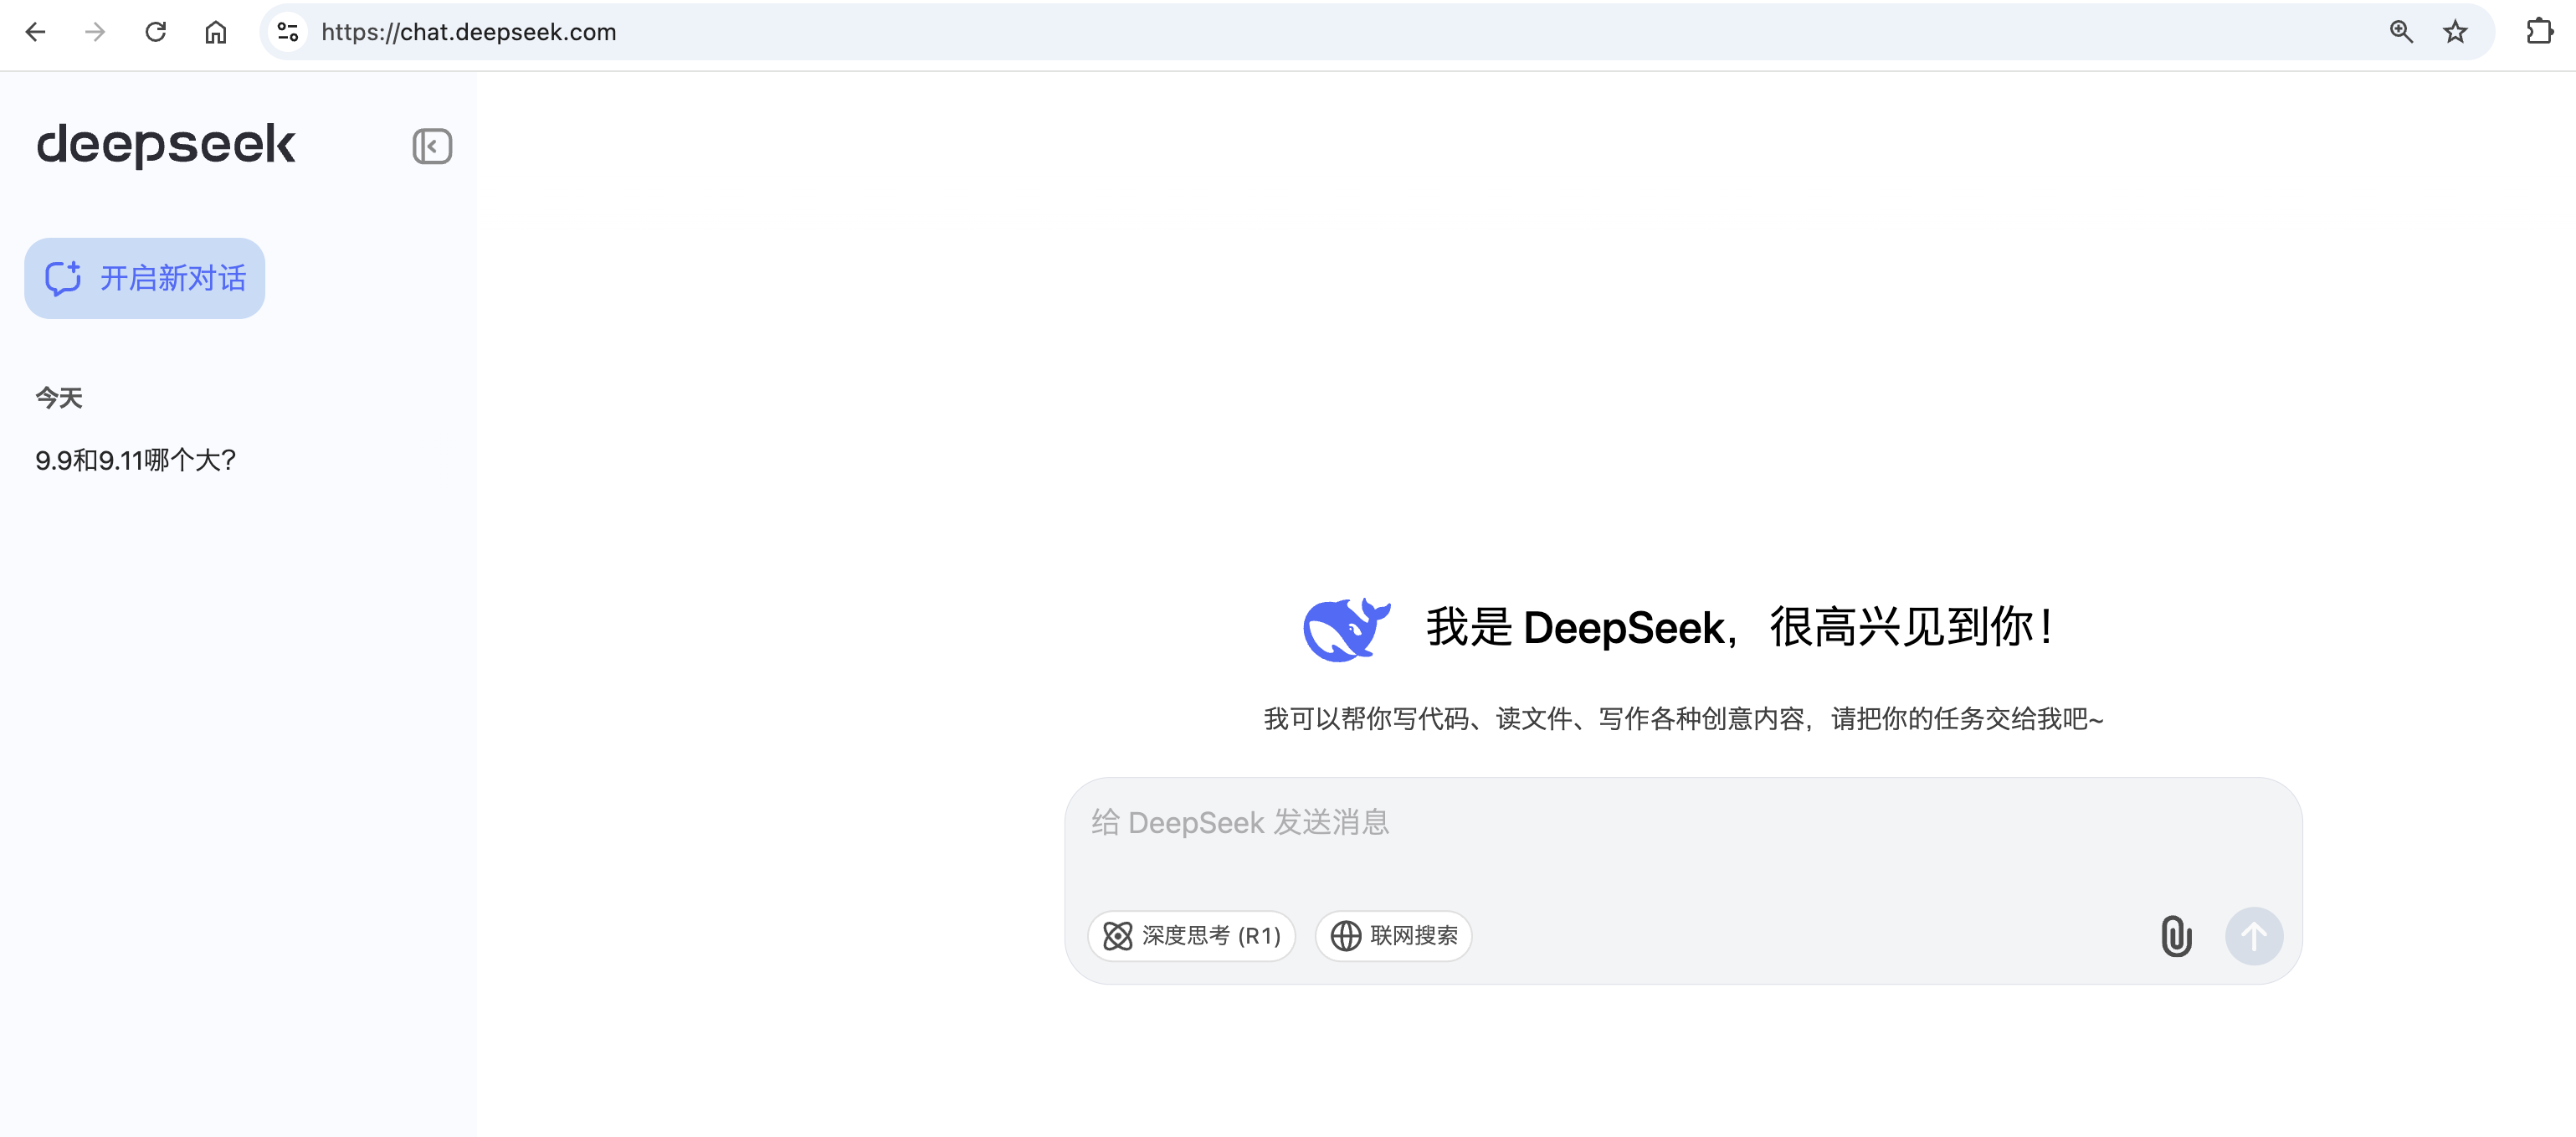 https://chat.deepseek.com
deepseek
开启新对话
今天
9.9和9.11哪个大？
我是 DeepSeek，很高兴见到你！
我可以帮你写代码、读文件、写作各种创意内容，请把你的任务交给我吧~
给 DeepSeek 发送消息
深度思考 (R1)
联网搜索